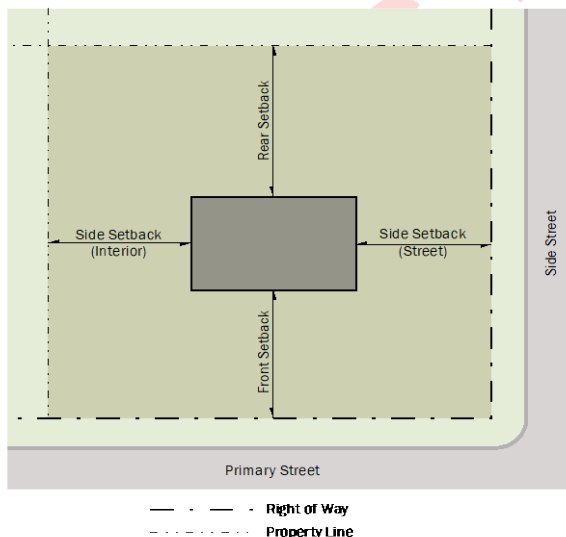 Rear Setback
Side Setback
(Interior)
Side Setback
(Street)
Front Setback
Side Street
Primary Street
Right of Way
Property Line